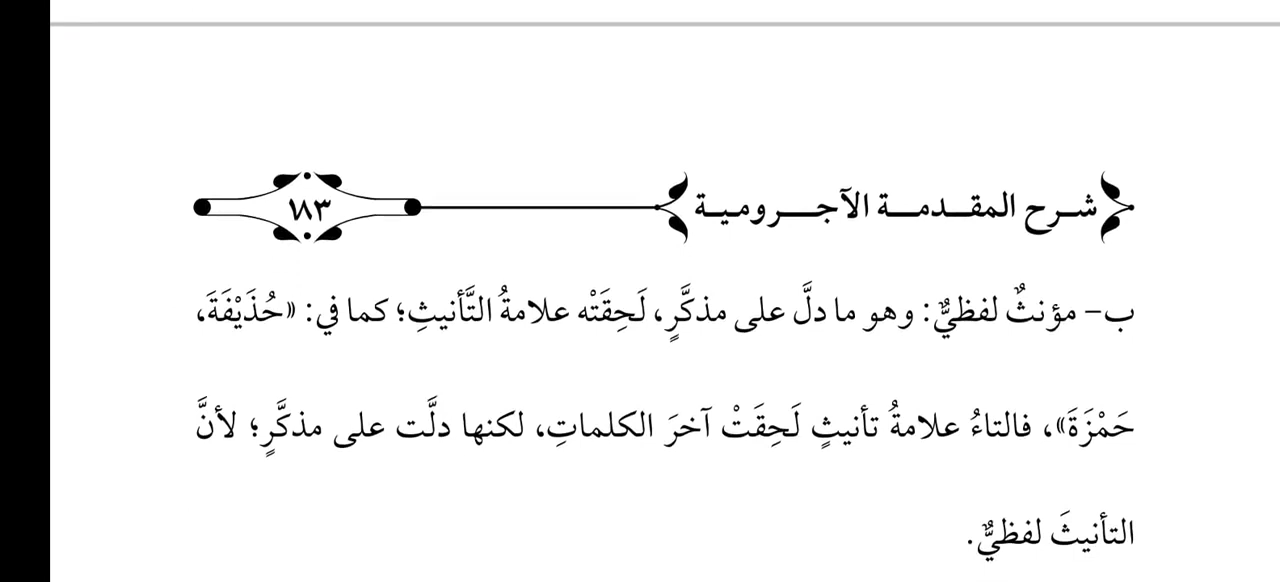 شرح المقدمة الآجرومية ١٨٣
ب- مؤنثٌ لفظيٌّ: وهو ما دلَّ على مذكَّرٍ، لَحِقَتْه علامةُ التَّأنيثِ؛ كما في: «حُذَيْفَةَ،
حَمْزَةَ»، فالتاءُ علامةُ تأنيثٍ لَحِقَتْ آخرَ الكلماتِ، لكنها دلَّت على مذكَّرٍ؛ لأنَّ
التأنيثَ لفظيٌّ.